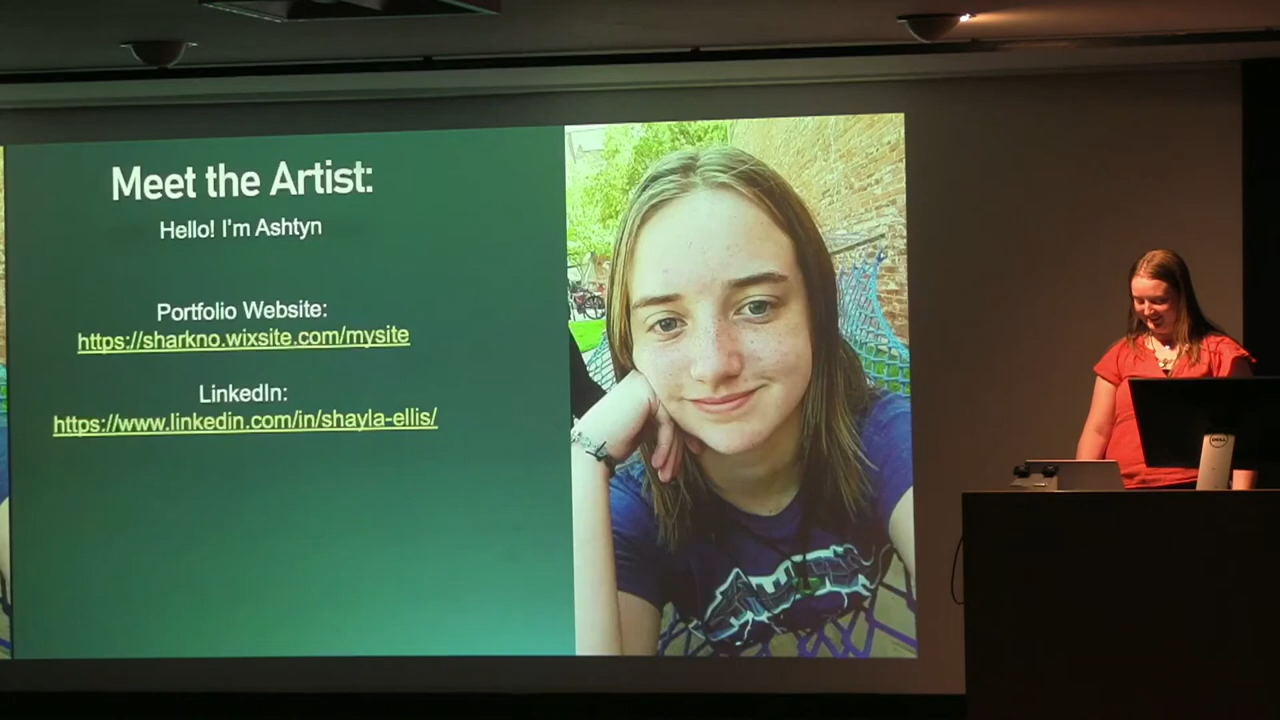 Meet the Artist:
Hello! I'm Ashtyn
Portfolio Website:
https://sharkno.wixsite.com/mysite
LinkedIn:
https://www.linkedin.com/in/shayla-ellis/
DELL